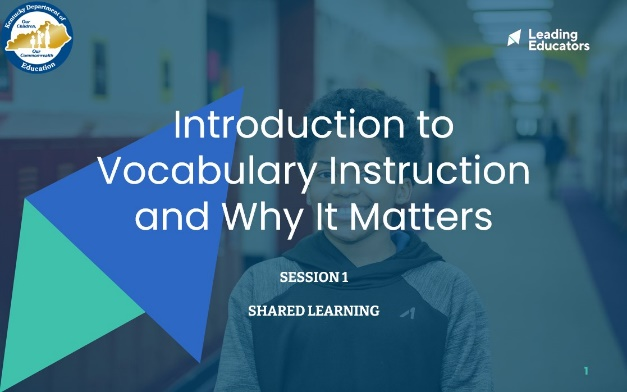 Kentucky Department of
Our
Children,
Our
Commonwealth
Education
Leading
Educators
Introduction to
Vocabulary Instruction
and Why It Matters
SESSION 1
SHARED LEARNING
1